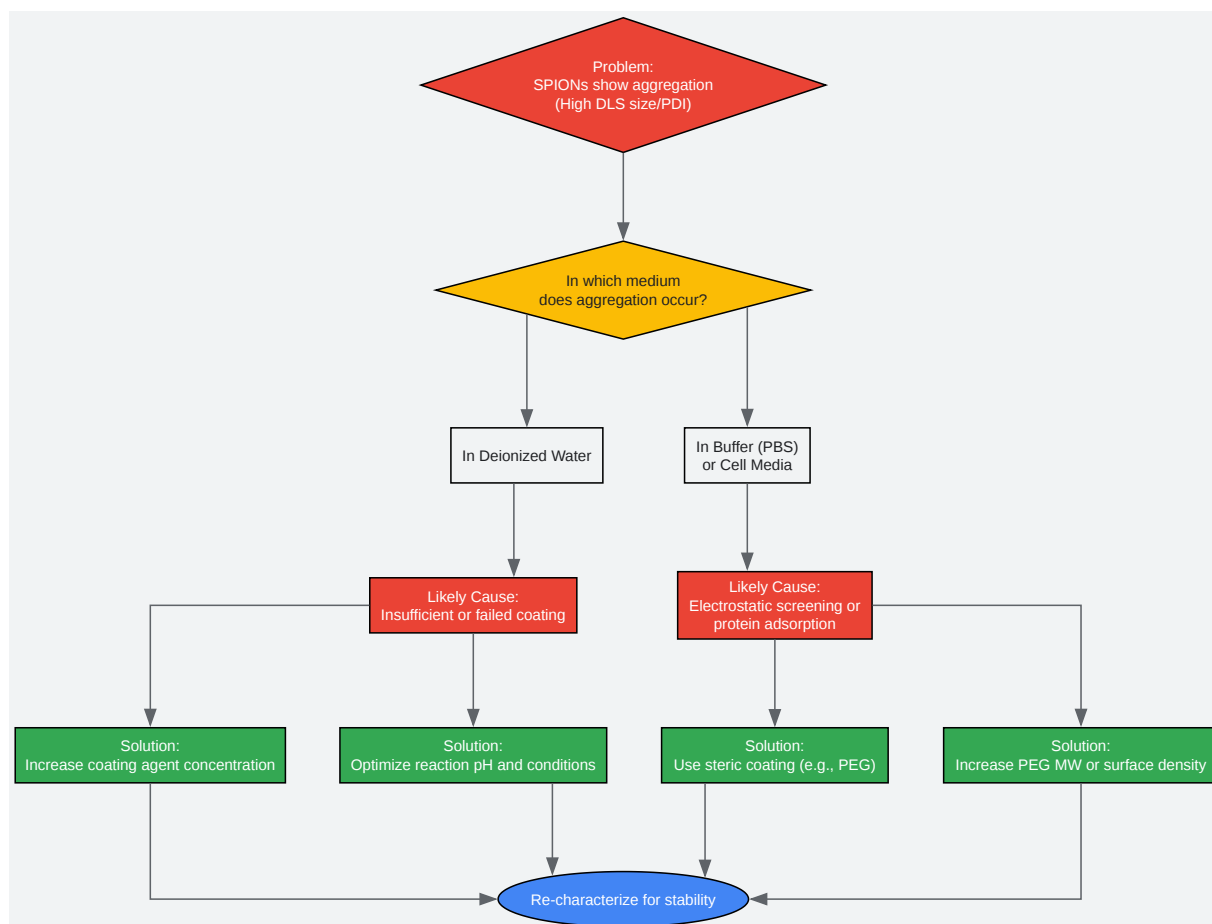 Problem:
SPIONs show aggregation
(High DLS size/PDI)
In which medium
does aggregation occur?
In Deionized Water
In Buffer (PBS)
or Cell Media
Likely Cause:
Insufficient or failed coating
Likely Cause:
Electrostatic screening or
protein adsorption
Solution:
Increase coating agent concentration
Solution:
Optimize reaction pH and conditions
Solution:
Use steric coating (e.g., PEG)
Solution:
Increase PEG MW or surface density
Re-characterize for stability